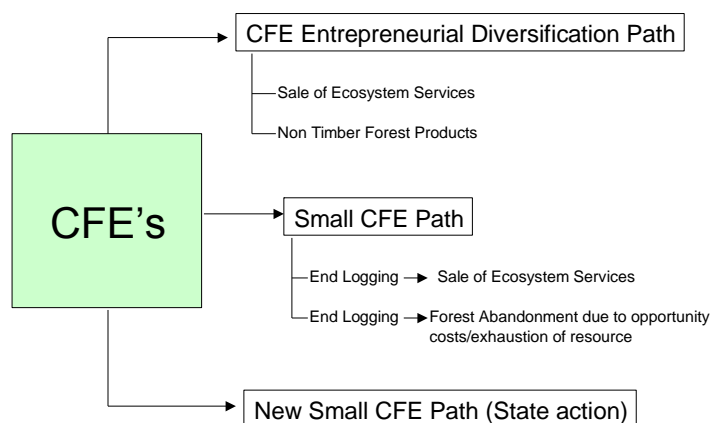 CFE Entrepreneurial Diversification Path
Sale of Ecosystem Services
Non Timber Forest Products
CFE's
Small CFE Path
End Logging Sale of Ecosystem Services
End Logging Forest Abandonment due to opportunity
costs/exhaustion of resource
New Small CFE Path (State action)